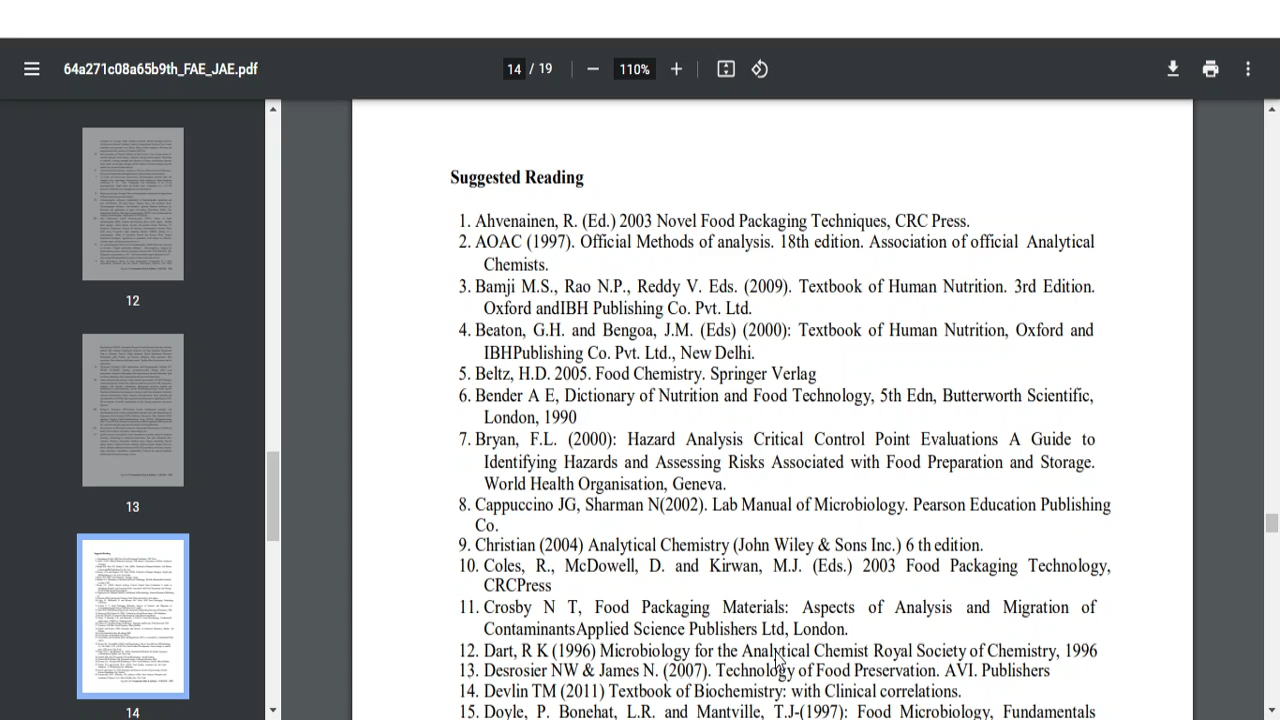 64a271c08a65b9th_FAE_JAE.pdf
14 / 19
110%
12
13
14
Suggested Reading
1. Ahvenainen, R. (Ed.) 2003 Novel Food Packaging Techniques, CRC Press,
2. AOAC (1997). Official Methods of analysis. 18th edition. Association of official Analytical
Chemists.
3. Bamji M.S., Rao N.P., Reddy V. Eds. (2009). Textbook of Human Nutrition. 3rd Edition.
Oxford andIBH Publishing Co. Pvt. Ltd.
4. Beaton, G.H. and Bengoa, J.M. (Eds) (2000): Textbook of Human Nutrition, Oxford and
IBHPublishing Co. Pvt. Ltd., New Delhi.
5. Beltz, H.D. 2005. Food Chemistry. Springer Verlag.
6. Bender A E, Dictionary of Nutrition and Food Technology, 5th Edn, Butterworth Scientific,
London, 1990.
7. Bryan, F.L. (2000). Hazard Analysis Critical Control Point Evaluations A Guide to
Identifying Hazards and Assessing Risks Associated with Food Preparation and Storage.
World Health Organisation, Geneva.
8. Cappuccino JG, Sharman N(2002). Lab Manual of Microbiology. Pearson Education Publishing
Co.
9. Christian (2004) Analytical Chemistry (John Wiley & Sons Inc.) 6 th edition.
10. Coles, R., McDowell, D. and Kirwan, M.J. (Eds.) 2003 Food Packaging Technology,
CRCPress.
11. Crosby, N.T. Food Packaging Materials: Aspects of Analysis and Migration of
Contaminants. Applied Science Publishers Ltd,
12. Dart, R.K.(1996) Microbiology for the Analytical Chemist Royal Society of Chemistry, 1996
13. Desrosier, N.W. and James N. (2007). Technology of Food Preservation. AVI. Publishers
14. Devlin TM (2011) Textbook of Biochemistry: with Clinical correlations.
15. Doyle, P. Bonehat, L.R. and Mantville, T.J-(1997): Food Microbiology, Fundamentals